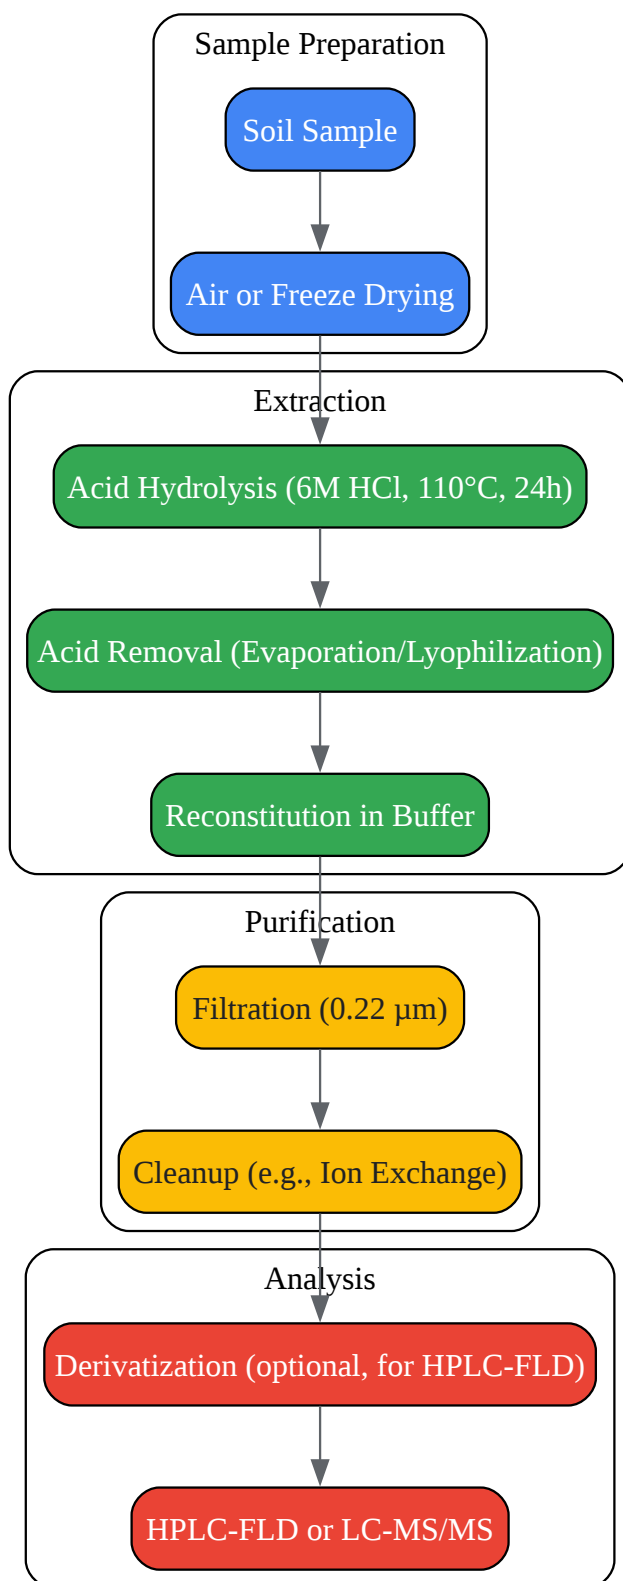 Sample Preparation
Soil Sample
Air or Freeze Drying
Extraction
Acid Hydrolysis (6M HCl, 110°C, 24h)
Acid Removal (Evaporation/Lyophilization)
Reconstitution in Buffer
Purification
Filtration (0.22 µm)
Cleanup (e.g., Ion Exchange)
Analysis
Derivatization (optional, for HPLC-FLD)
HPLC-FLD or LC-MS/MS